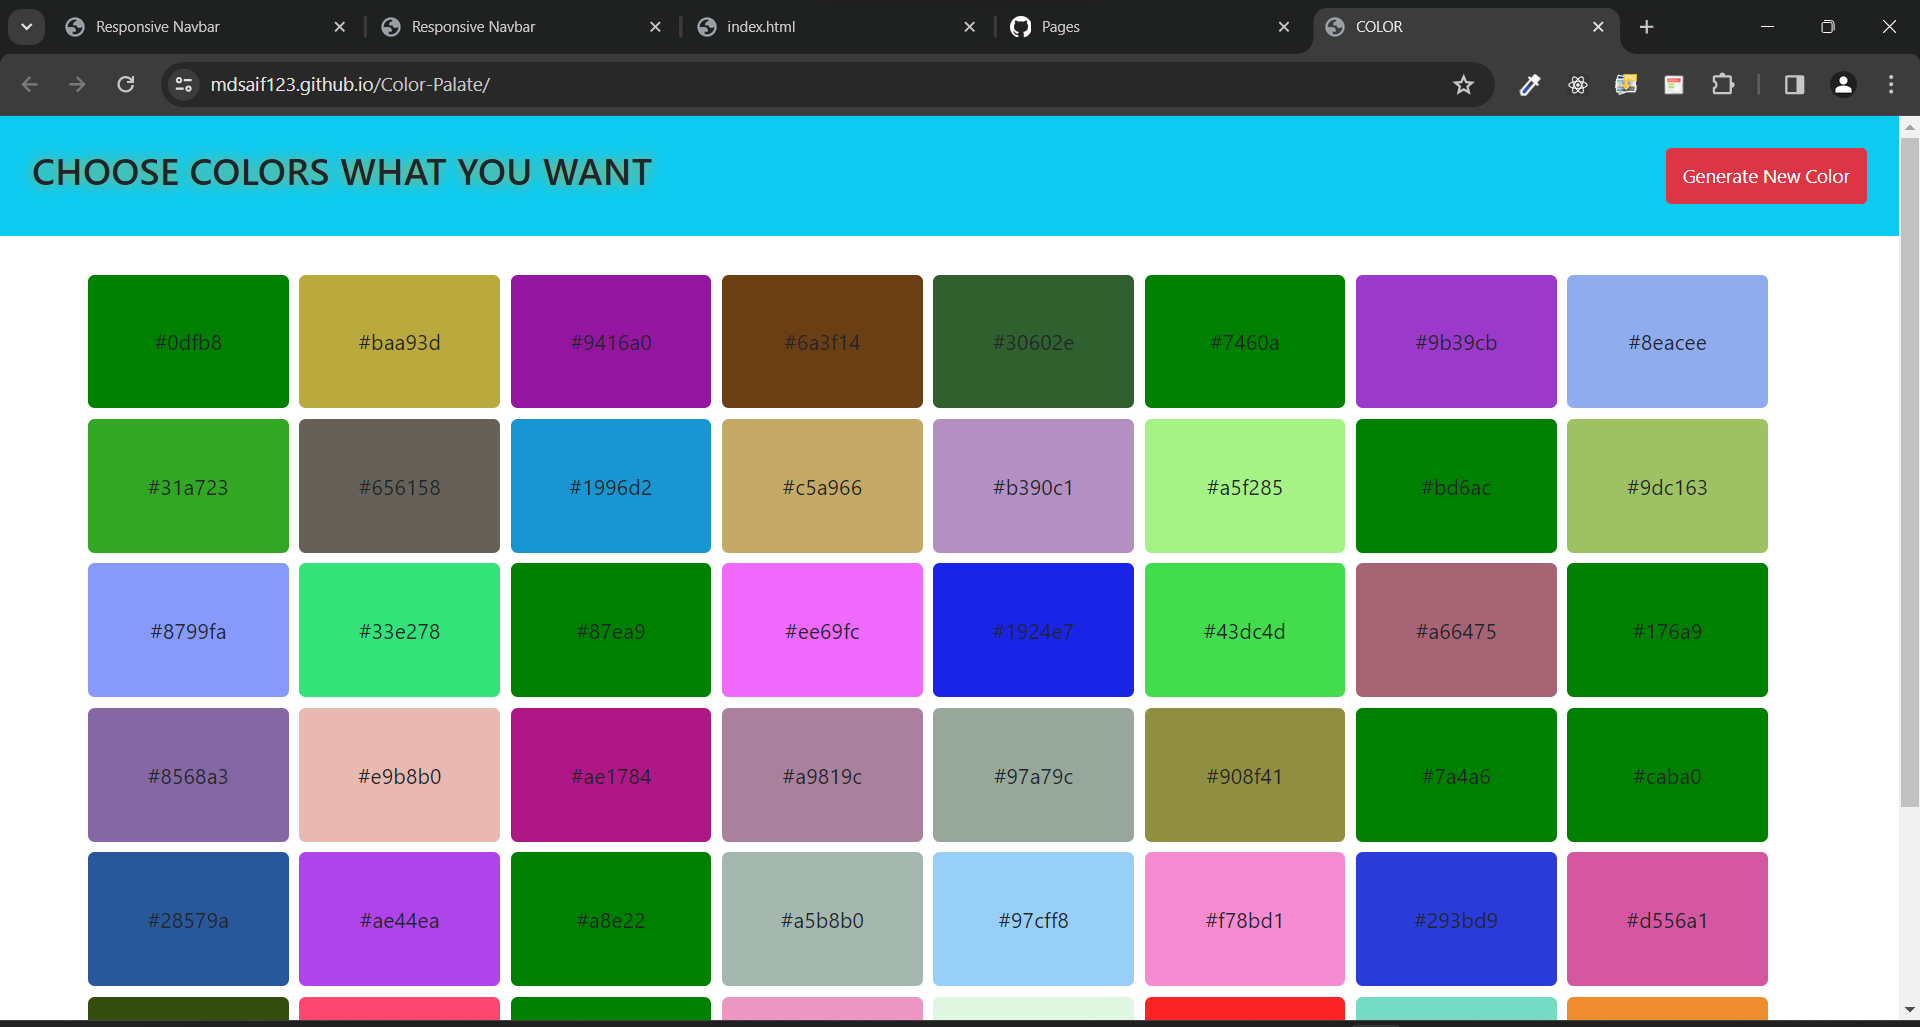 Responsive Navbar
Responsive Navbar
index.html
Pages
COLOR
mdsaif123.github.io/Color-Palate/
CHOOSE COLORS WHAT YOU WANT
Generate New Color
#0dfb8 #baa93d #9416a0 #6a3f14 #30602e #7460a #9b39cb #8eacee
#31a723 #656158 #1996d2 #c5a966 #b390c1 #a5f285 #bd6ac #9dc163
#8799fa #33e278 #87ea9 #ee69fc #1924e7 #43dc4d #a66475 #176a9
#8568a3 #e9b8b0 #ae1784 #a9819c #97a79c #908f41 #7a4a6 #caba0
#28579a #ae44ea #a8e22 #a5b8b0 #97cff8 #f78bd1 #293bd9 #d556a1